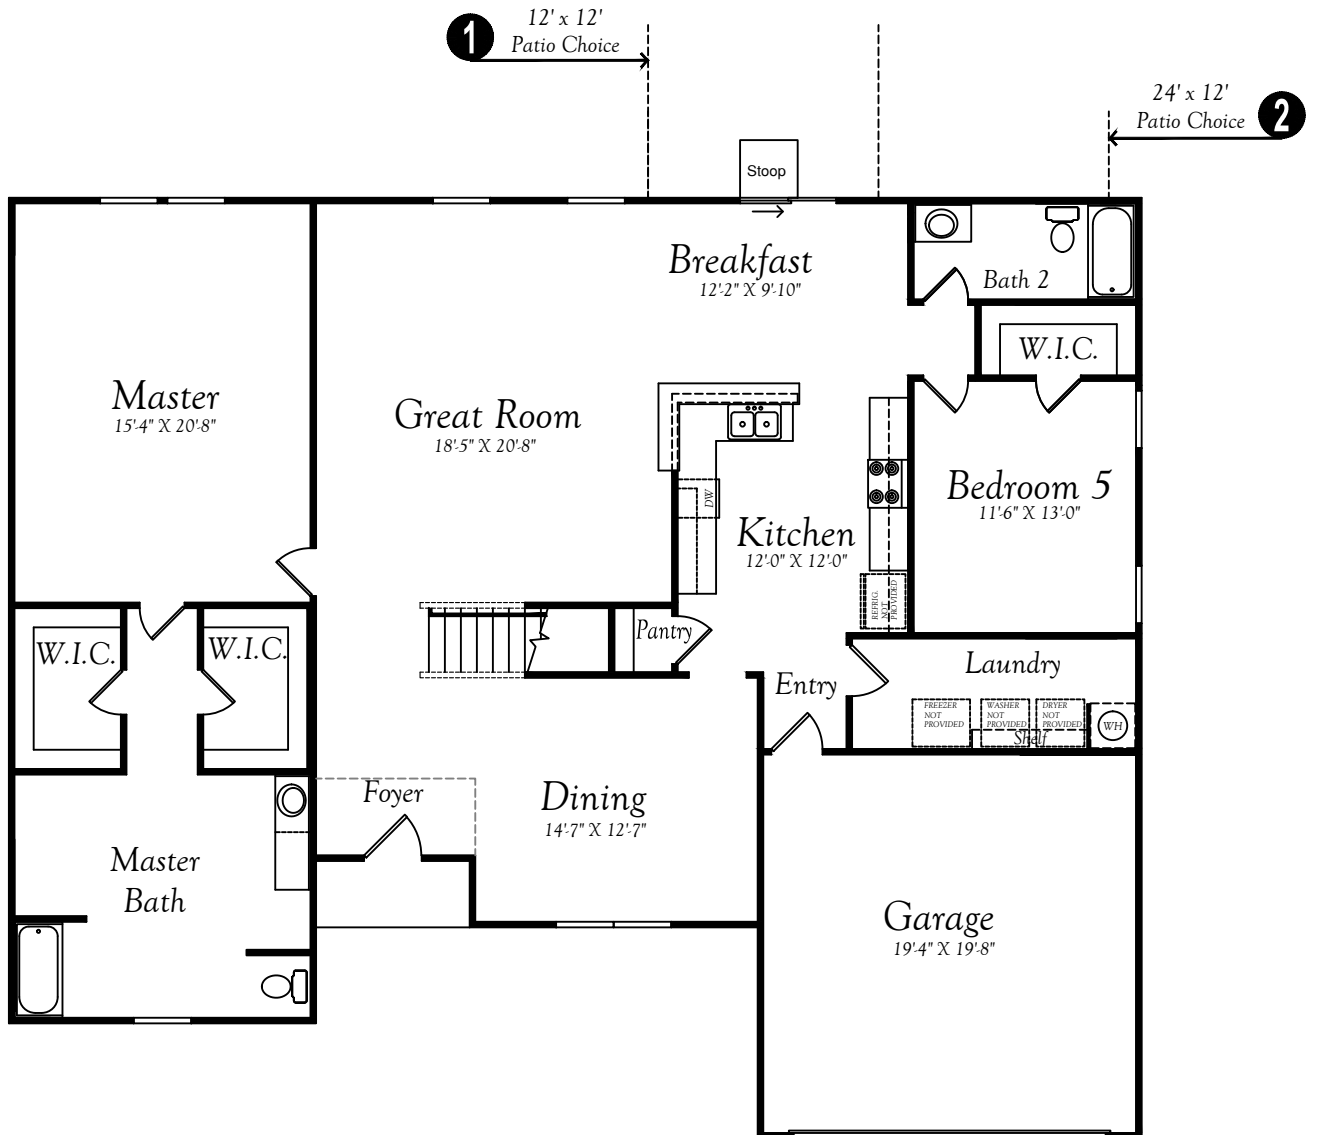 1
12' x 12'
Patio Choice
24' x 12'
Patio Choice
2
Stoop
Breakfast
12'-2" X 9'-10"
Bath 2
W.I.C.
Master
15'-4" X 20'-8"
Great Room
18'-5" X 20'-8"
Bedroom 5
11'-6" X 13'-0"
DW
Kitchen
12'-0" X 12'-0"
REFRIG.
NOT
PROVIDED
W.I.C.
W.I.C.
Pantry
Entry
Laundry
FREEZER
NOT
PROVIDED
WASHER
NOT
PROVIDED
DRYER
NOT
PROVIDED
Shelf
WH
Foyer
Dining
14'-7" X 12'-7"
Master
Bath
Garage
19'-4" X 19'-8"